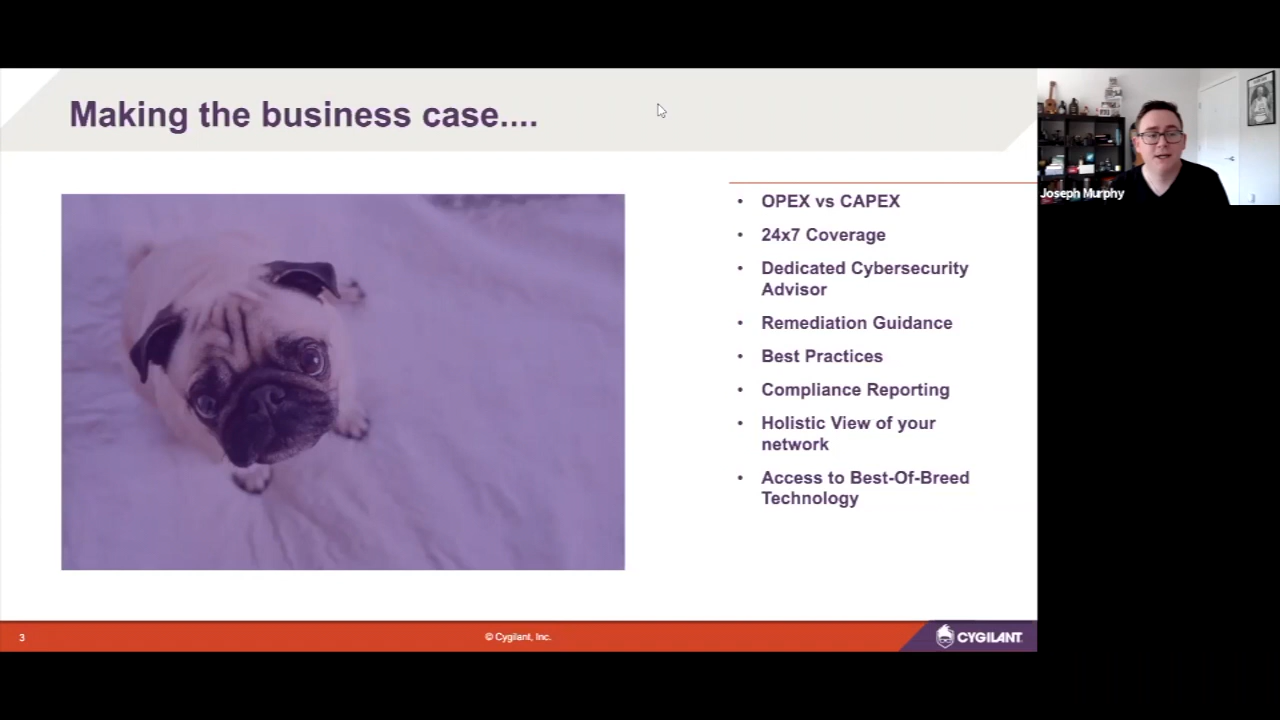 Making the business case....
• OPEX vs CAPEX
• 24x7 Coverage
• Dedicated Cybersecurity
Advisor
• Remediation Guidance
• Best Practices
• Compliance Reporting
• Holistic View of your
network
• Access to Best-Of-Breed
Technology
Joseph Murphy
3
© Cygilant, Inc.
CYGILANT